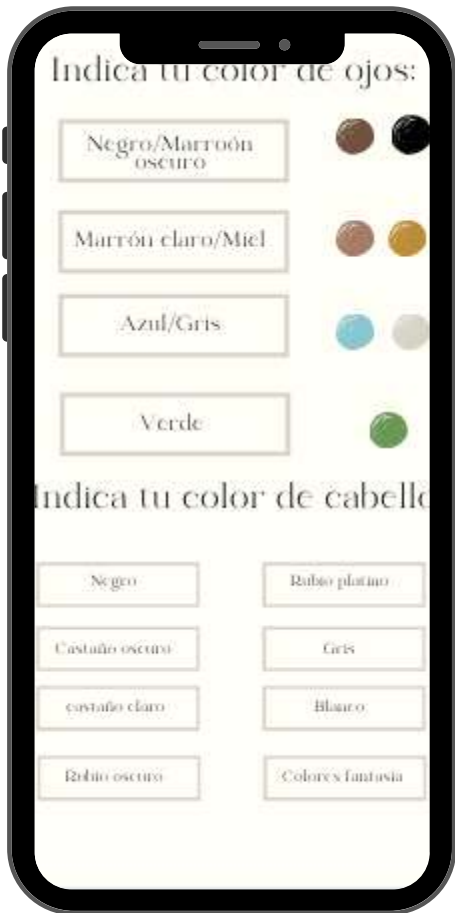 Indica tu color de ojos:
Negro/Marroón
oscuro
Marrón claro/Miel
Azul/Gris
Verde
Indica tu color de cabello
Negro
Rubio platino
Castaño oscuro
Gris
castaño claro
Blanco
Rubio oscuro
Colores fantasia